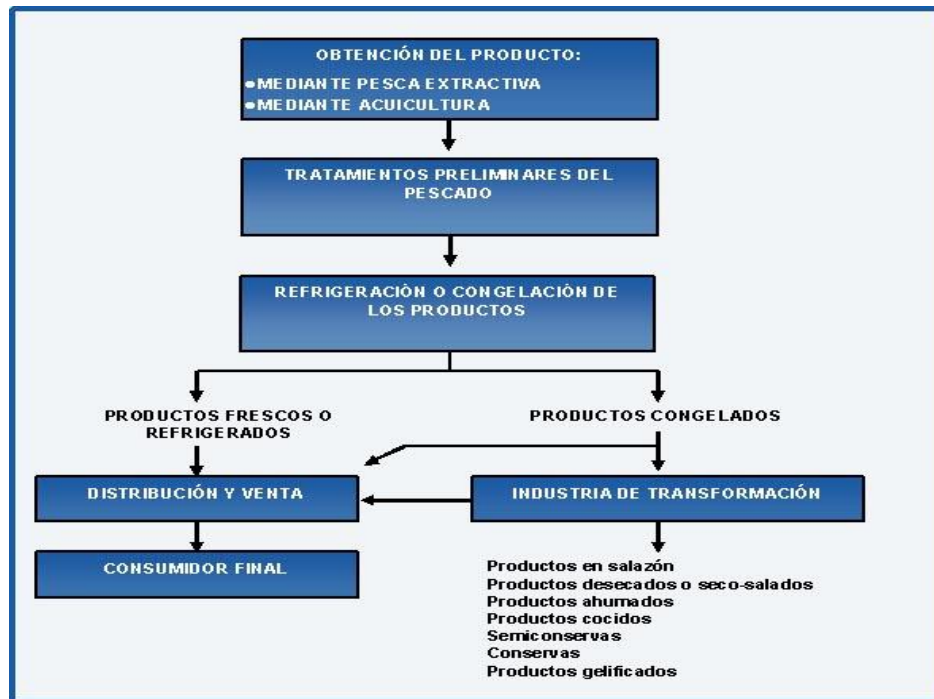 OBTENCIÓN DEL PRODUCTO:
●MEDIANTE PESCA EXTRACTIVA
●MEDIANTE ACUICULTURA
TRATAMIENTOS PRELIMINARES DEL
PESCADO
REFRIGERACIÓN O CONGELACIÓN DE
LOS PRODUCTOS
PRODUCTOS FRESCOS O
REFRIGERADOS
PRODUCTOS CONGELADOS
DISTRIBUCIÓN Y VENTA
INDUSTRIA DE TRANSFORMACIÓN
CONSUMIDOR FINAL
Productos en salazón
Productos desecados o seco-salados
Productos ahumados
Productos cocidos
Semiconservas
Conservas
Productos gelificados